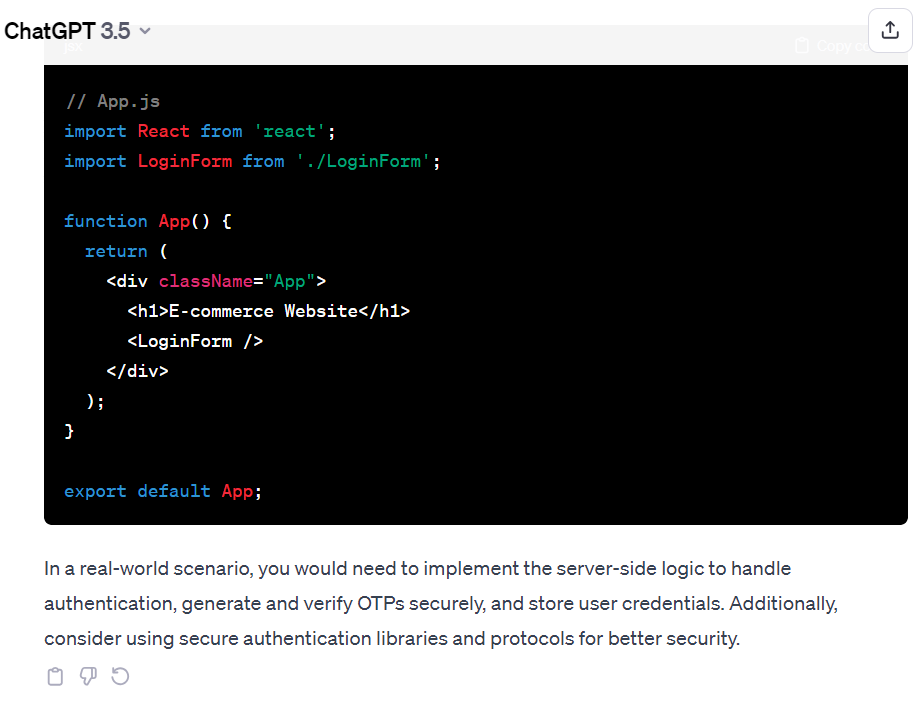 ChatGPT 3.5
jsx
// App.js
import React from 'react';
import LoginForm from './LoginForm';
function App() {
return (
<div className="App">
<h1>E-commerce Website</h1>
<LoginForm />
</div>
);
}
export default App;
In a real-world scenario, you would need to implement the server-side logic to handle
authentication, generate and verify OTPs securely, and store user credentials. Additionally,
consider using secure authentication libraries and protocols for better security.